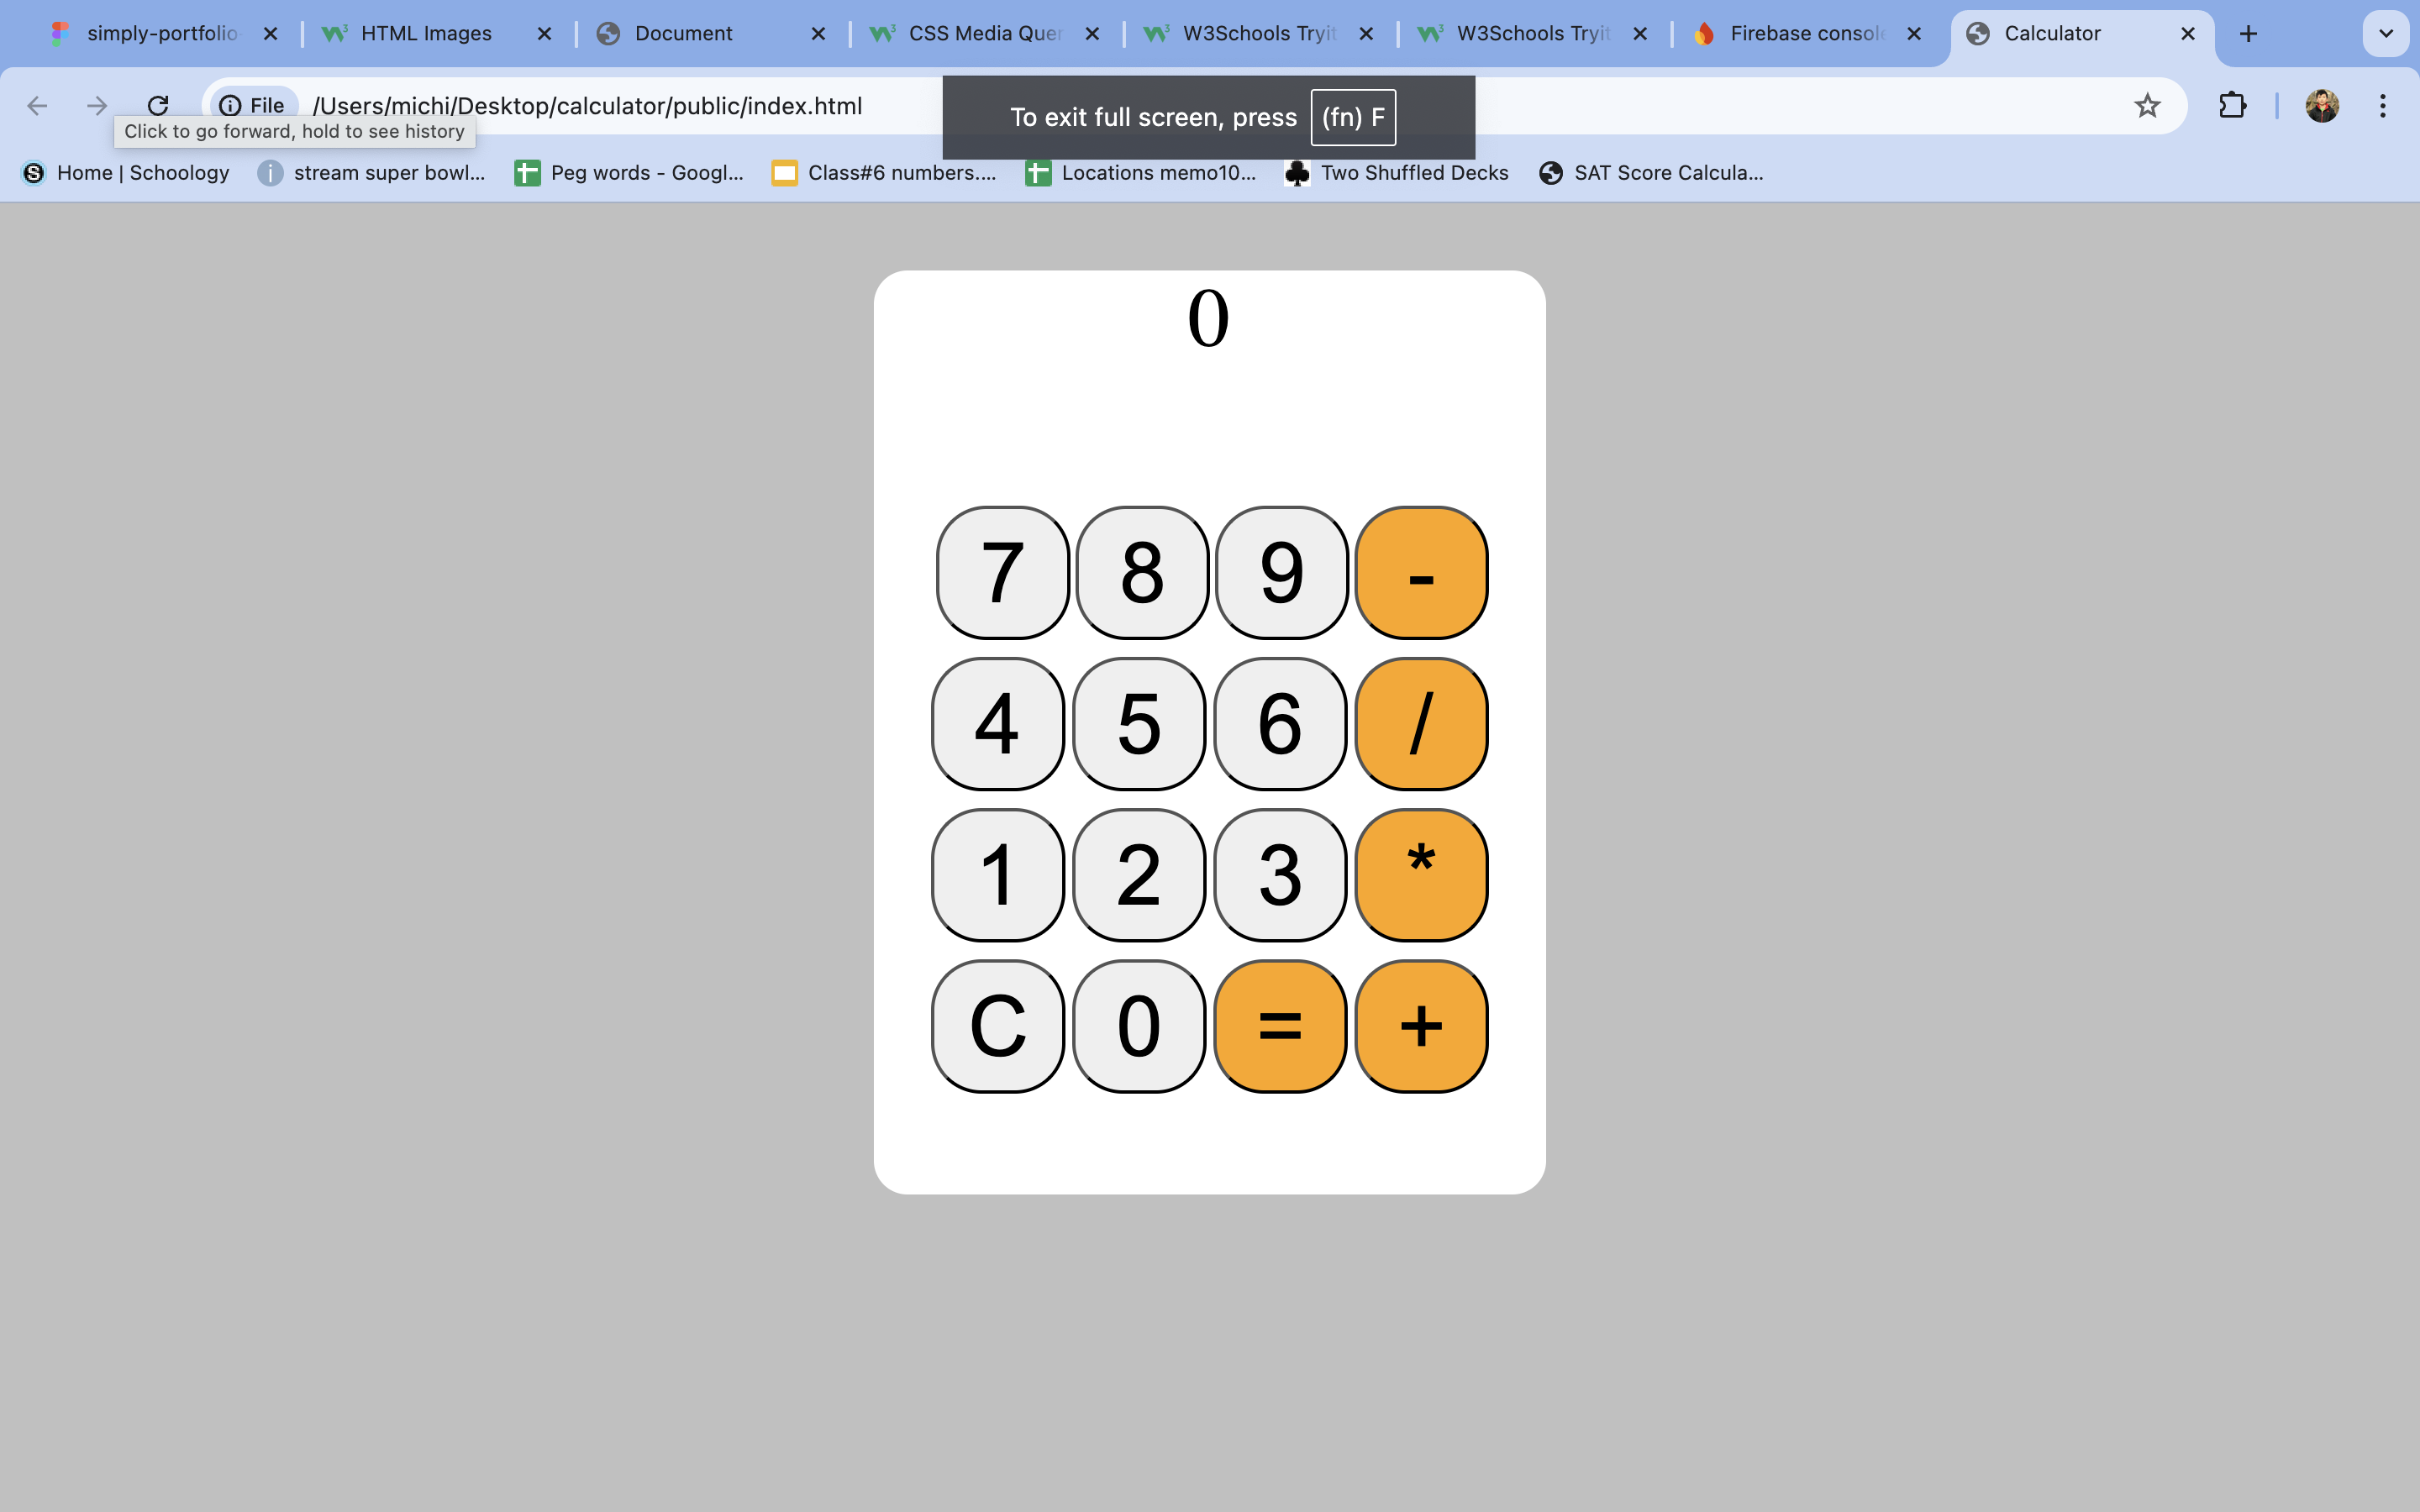 simply-portfolio
HTML Images
Document
CSS Media Quer
W3Schools Tryit
W3Schools Tryit
Firebase console
Calculator
File
/Users/michi/Desktop/calculator/public/index.html
To exit full screen, press (fn) F
Click to go forward, hold to see history
Home | Schoology
stream super bowl...
Peg words - Googl...
Class#6 numbers....
Locations memo10...
Two Shuffled Decks
SAT Score Calcula...
0
7 8 9 -
4 5 6 /
1 2 3 *
C 0 = +